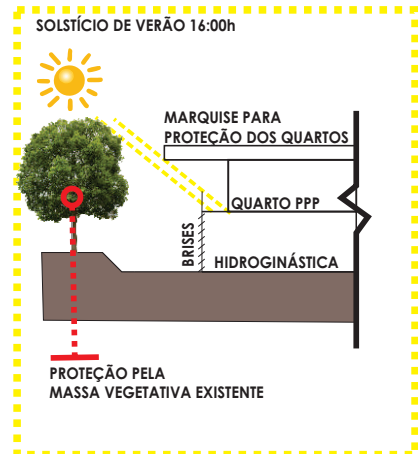 SOLSTÍCIO DE VERÃO 16:00h
MARQUISE PARA
PROTEÇÃO DOS QUARTOS
QUARTO PPP
BRISES
HIDROGINÁSTICA
PROTEÇÃO PELA
MASSA VEGETATIVA EXISTENTE